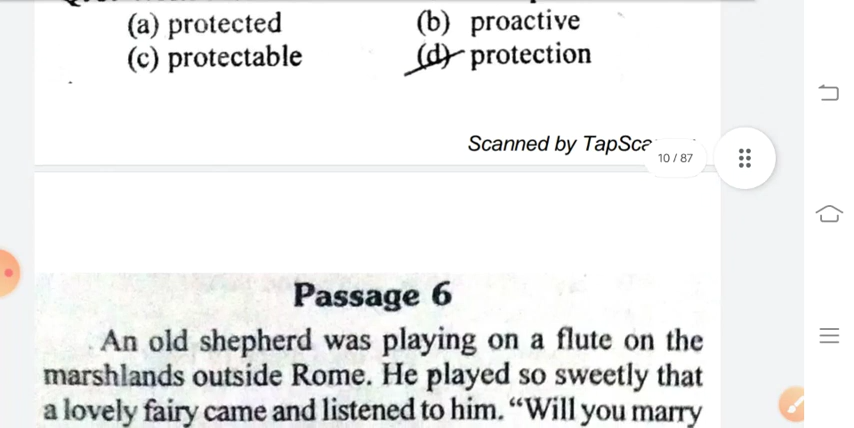 (a) protected (b) proactive
(c) protectable (d) protection
Scanned by TapSca
10 / 87
Passage 6
An old shepherd was playing on a flute on the
marshlands outside Rome. He played so sweetly that
a lovely fairy came and listened to him. “Will you marry